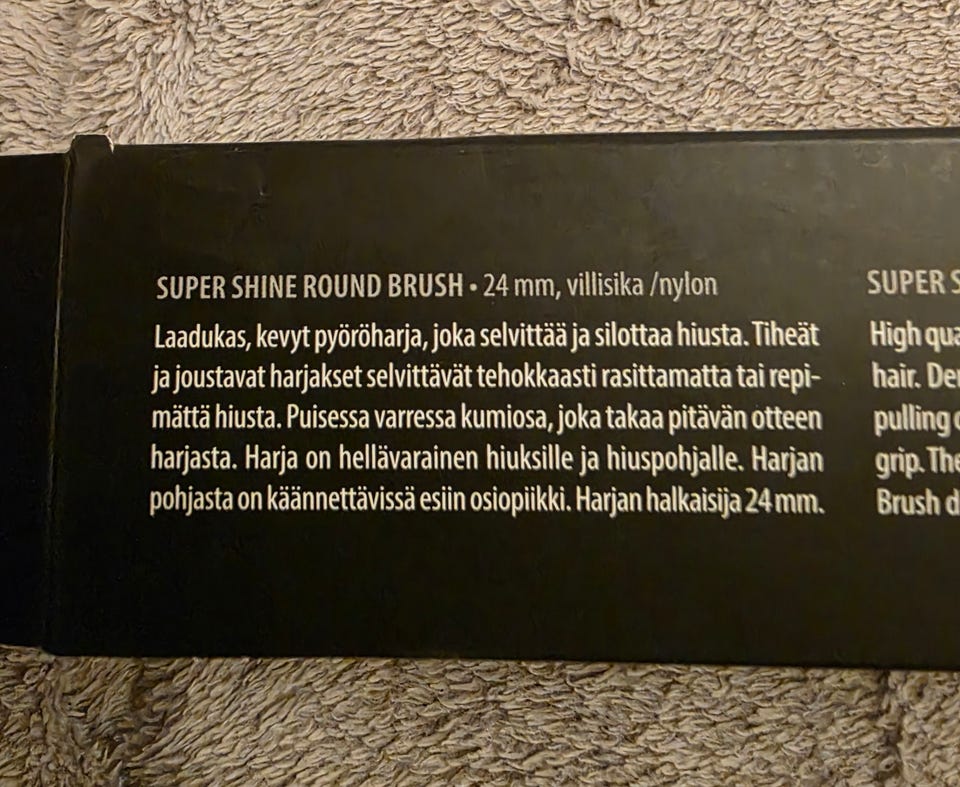 SUPER SHINE ROUND BRUSH • 24 mm, villisika /nylon
Laadukas, kevyt pyöröharja, joka selvittää ja silottaa hiusta. Tiheät
ja joustavat harjakset selvittävät tehokkaasti rasittamatta tai repi-
mättä hiusta. Puisessa varressa kumiosa, joka takaa pitävän otteen
harjasta. Harja on hellävarainen hiuksille ja hiuspohjalle. Harjan
pohjasta on käännettävissä esiin osiopiikki. Harjan halkaisija 24 mm.
SUPER
High
hair.
pulling
grip. The
Brush